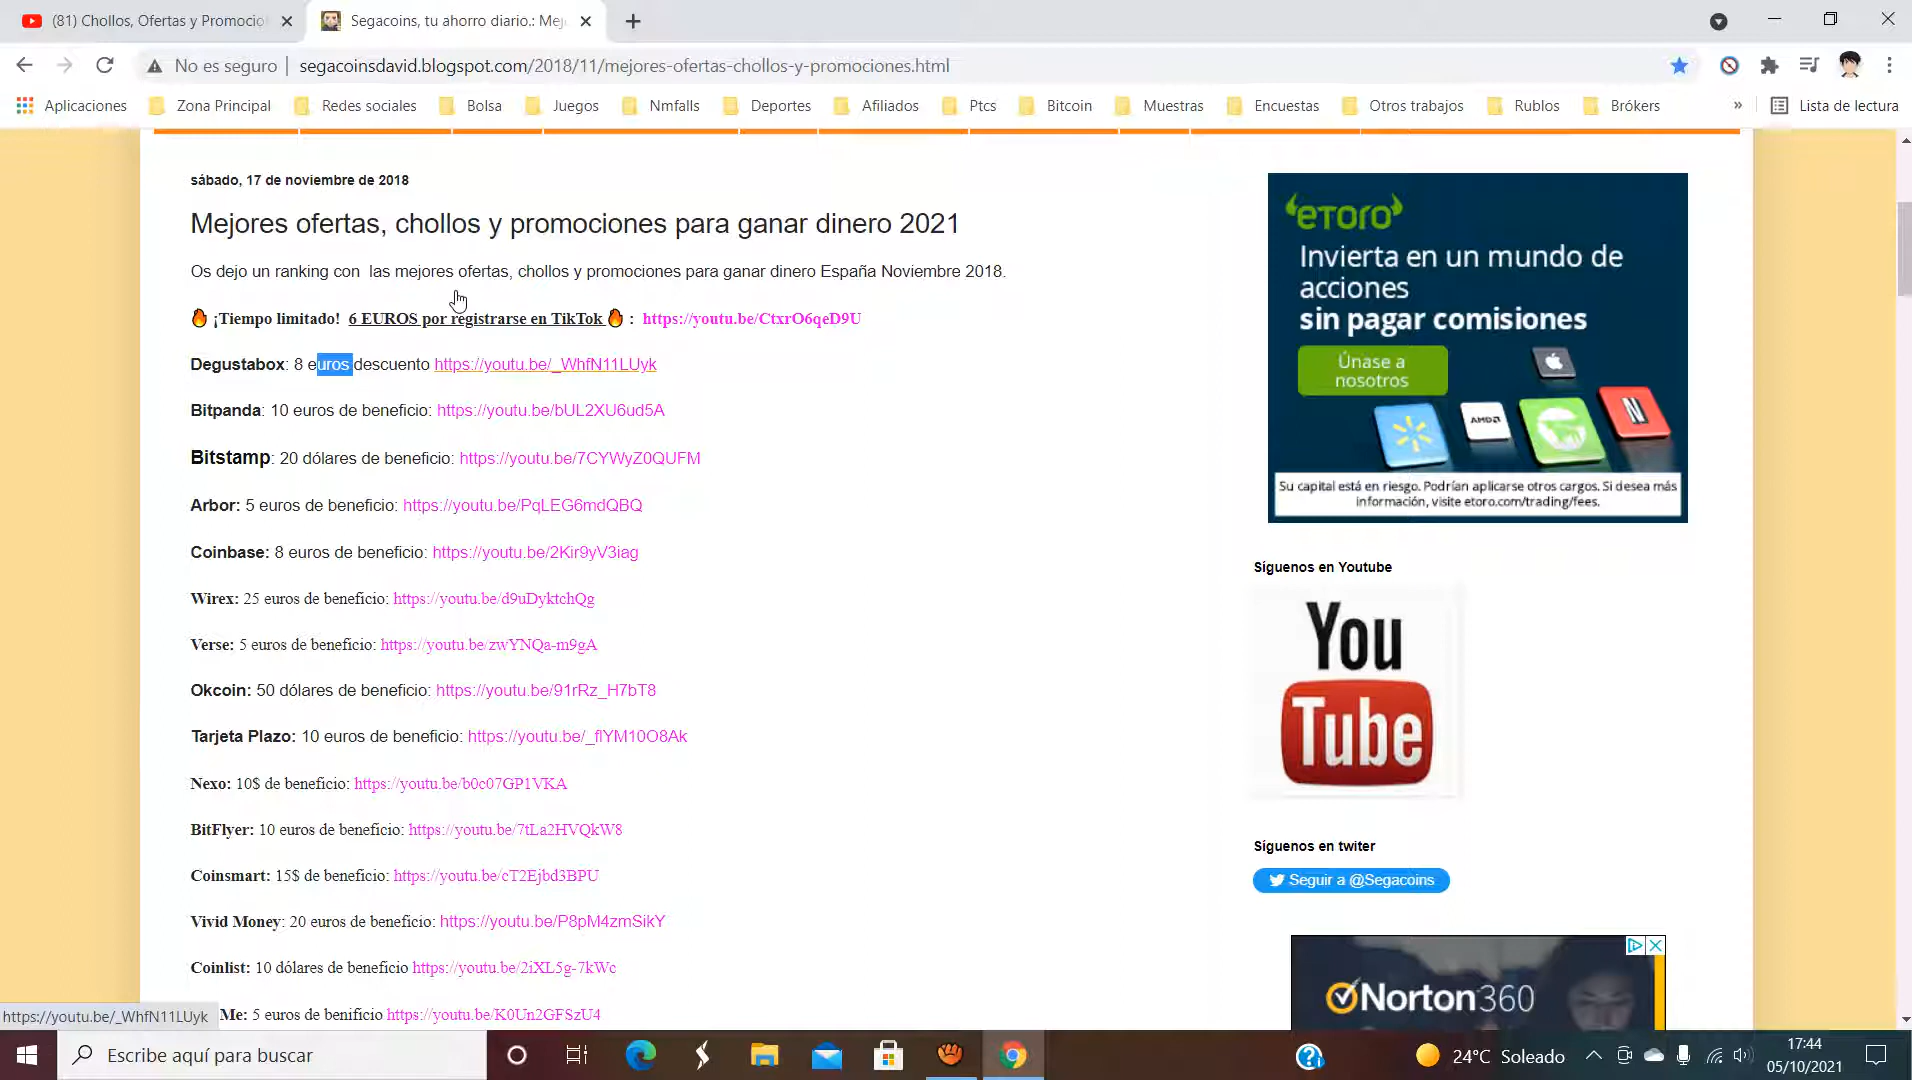 (81) Chollos, Ofertas y Promocio
Segacoins, tu ahorro diario.: Mej
No es seguro
segacoinsdavid.blogspot.com/2018/11/mejores-ofertas-chollos-y-promociones.html
Aplicaciones
Zona Principal
Redes sociales
Bolsa
Juegos
Nmfalls
Deportes
Afiliados
Ptcs
Bitcoin
Muestras
Encuestas
Otros trabajos
Rublos
Brókers
»
Lista de lectura
sábado, 17 de noviembre de 2018
Mejores ofertas, chollos y promociones para ganar dinero 2021
Os dejo un ranking con las mejores ofertas, chollos y promociones para ganar dinero España Noviembre 2018.
🔥 ¡Tiempo limitado! 6 EUROS por registrarse en TikTok 🔥 : https://youtu.be/CtxrO6qeD9U
Degustabox: 8 euros descuento https://youtu.be/_WhfN11LUyk
Bitpanda: 10 euros de beneficio: https://youtu.be/bUL2XU6ud5A
Bitstamp: 20 dólares de beneficio: https://youtu.be/7CYWyZ0QUFM
Arbor: 5 euros de beneficio: https://youtu.be/PqLEG6mdQBQ
Coinbase: 8 euros de beneficio: https://youtu.be/2Kir9yV3iag
Wirex: 25 euros de beneficio: https://youtu.be/d9uDyktchQg
Verse: 5 euros de beneficio: https://youtu.be/zwYNQa-m9gA
Okcoin: 50 dólares de beneficio: https://youtu.be/91rRz_H7bT8
Tarjeta Plazo: 10 euros de beneficio: https://youtu.be/_flYM10O8Ak
Nexo: 10$ de beneficio: https://youtu.be/b0c07GP1VKA
BitFlyer: 10 euros de beneficio: https://youtu.be/7tLa2HVQkW8
Coinsmart: 15$ de beneficio: https://youtu.be/cT2Ejbd3BPU
Vivid Money: 20 euros de beneficio: https://youtu.be/P8pM4zmSikY
Coinlist: 10 dólares de beneficio https://youtu.be/2iXL5g-7kWc
Me: 5 euros de benificio https://youtu.be/K0Un2GFSzU4
https://youtu.be/_WhfN11LUyk
eTORO
Invierta en un mundo de
acciones
sin pagar comisiones
Únase a
nosotros
AMD
N
Su capital está en riesgo. Podrían aplicarse otros cargos. Si desea más
información, visite etoro.com/trading/fees.
Síguenos en Youtube
You
Tube
Síguenos en twiter
Seguir a @Segacoins
Norton360
Escribe aquí para buscar
24°C Soleado
17:44
05/10/2021